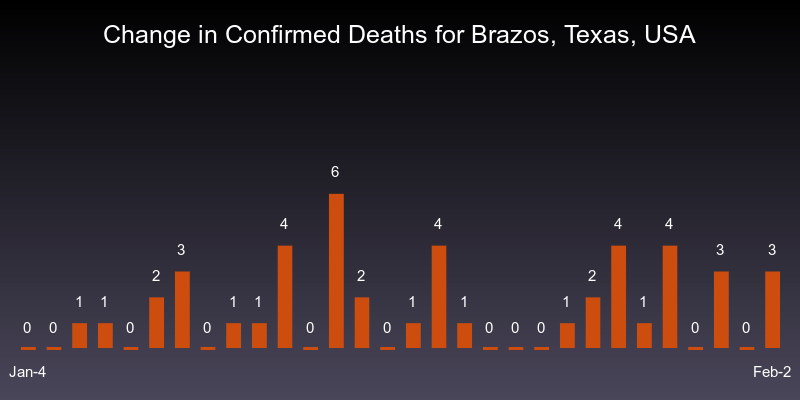 Change in Confirmed Deaths for Brazos, Texas, USA
0 0 1 1 0 2 3 0 1 1 4 0 6 2 0 1 4 1 0 0 0 1 2 4 1 4 0 3 0 3
Jan-4 Feb-2